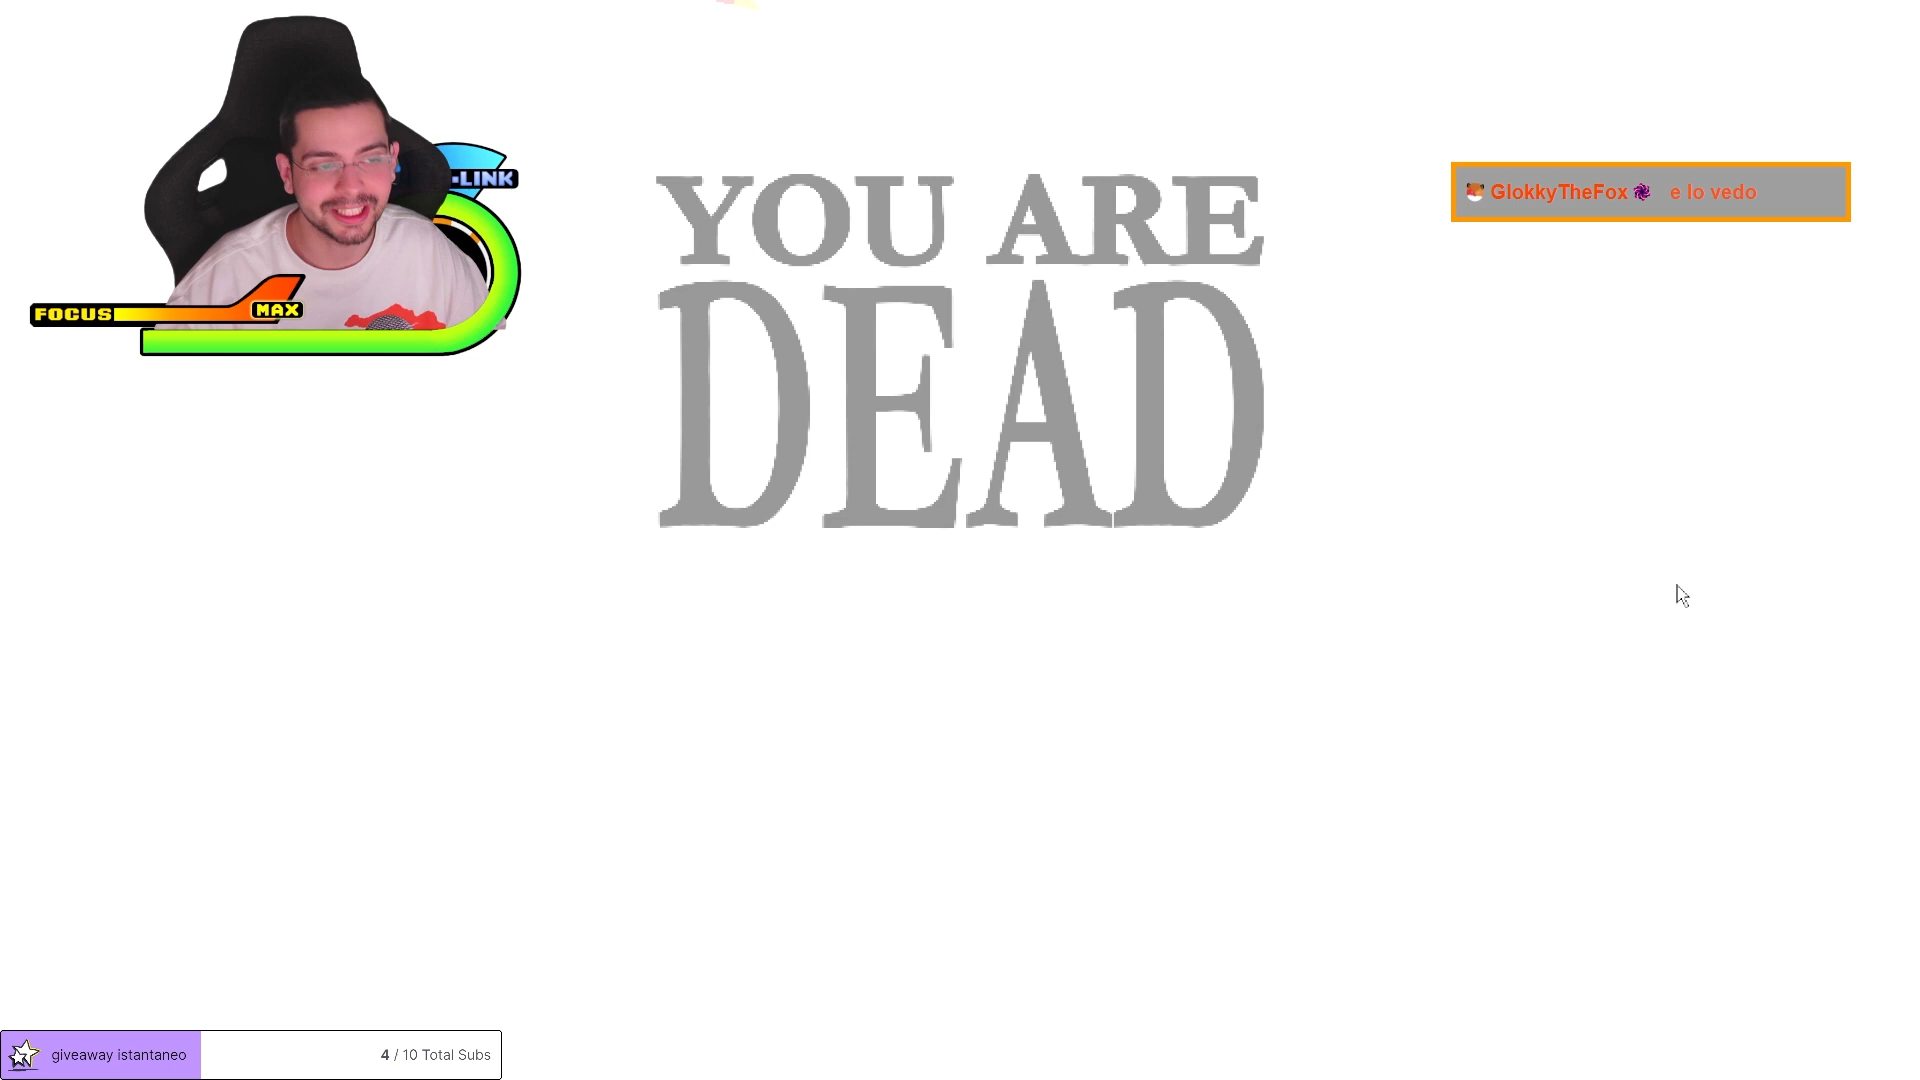 -LINK
FOCUS
MAX
YOU ARE
DEAD
GlokkyTheFox e lo vedo
giveaway istantaneo 4 / 10 Total Subs